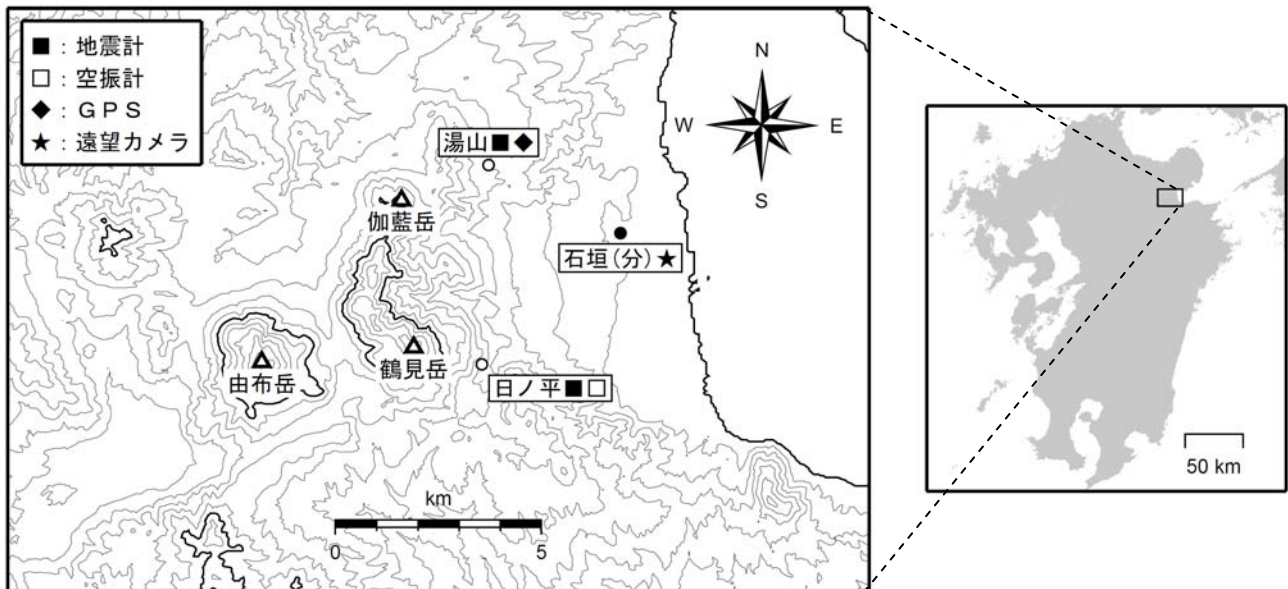 ■：地震計
□：空振計
◆：ＧＰＳ
★：遠望カメラ
N
W E
S
湯山■◆
伽藍岳
石垣（分）★
鶴見岳
由布岳
日ノ平■□
km
0 5
50 km